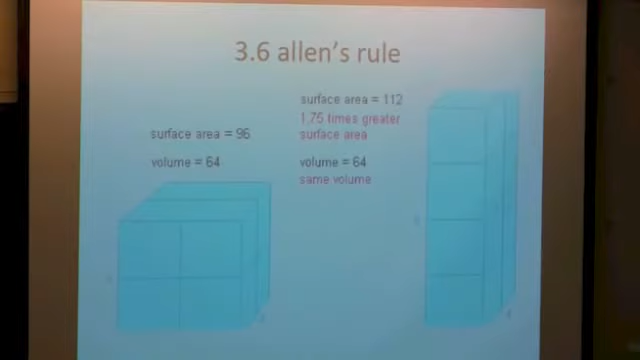 3.6 allen's rule
surface area = 96
volume = 64
surface area = 112
1.75 times greater
surface area
volume = 64
same volume